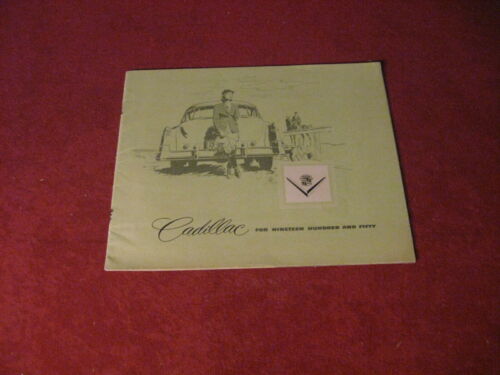 Cadillac FOR NINETEEN HUNDRED AND FIFTY